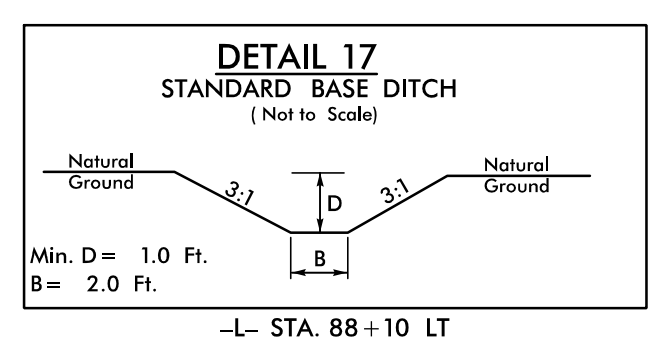 DETAIL 17
STANDARD BASE DITCH
( Not to Scale)
Natural
Ground
3:1
D
3:1
Natural
Ground
B
Min. D = 1.0 Ft.
B = 2.0 Ft.
-L- STA. 88+10 LT